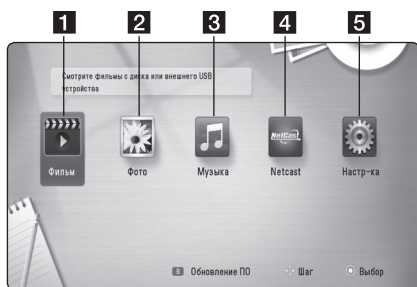 1 2 3 4 5
Смотрите фильмы с диска или внешнего USB
устройства
NetCast
Фильм Фото Музыка Netcast Настр-ка
B Обновление ПО Шаг Выбор